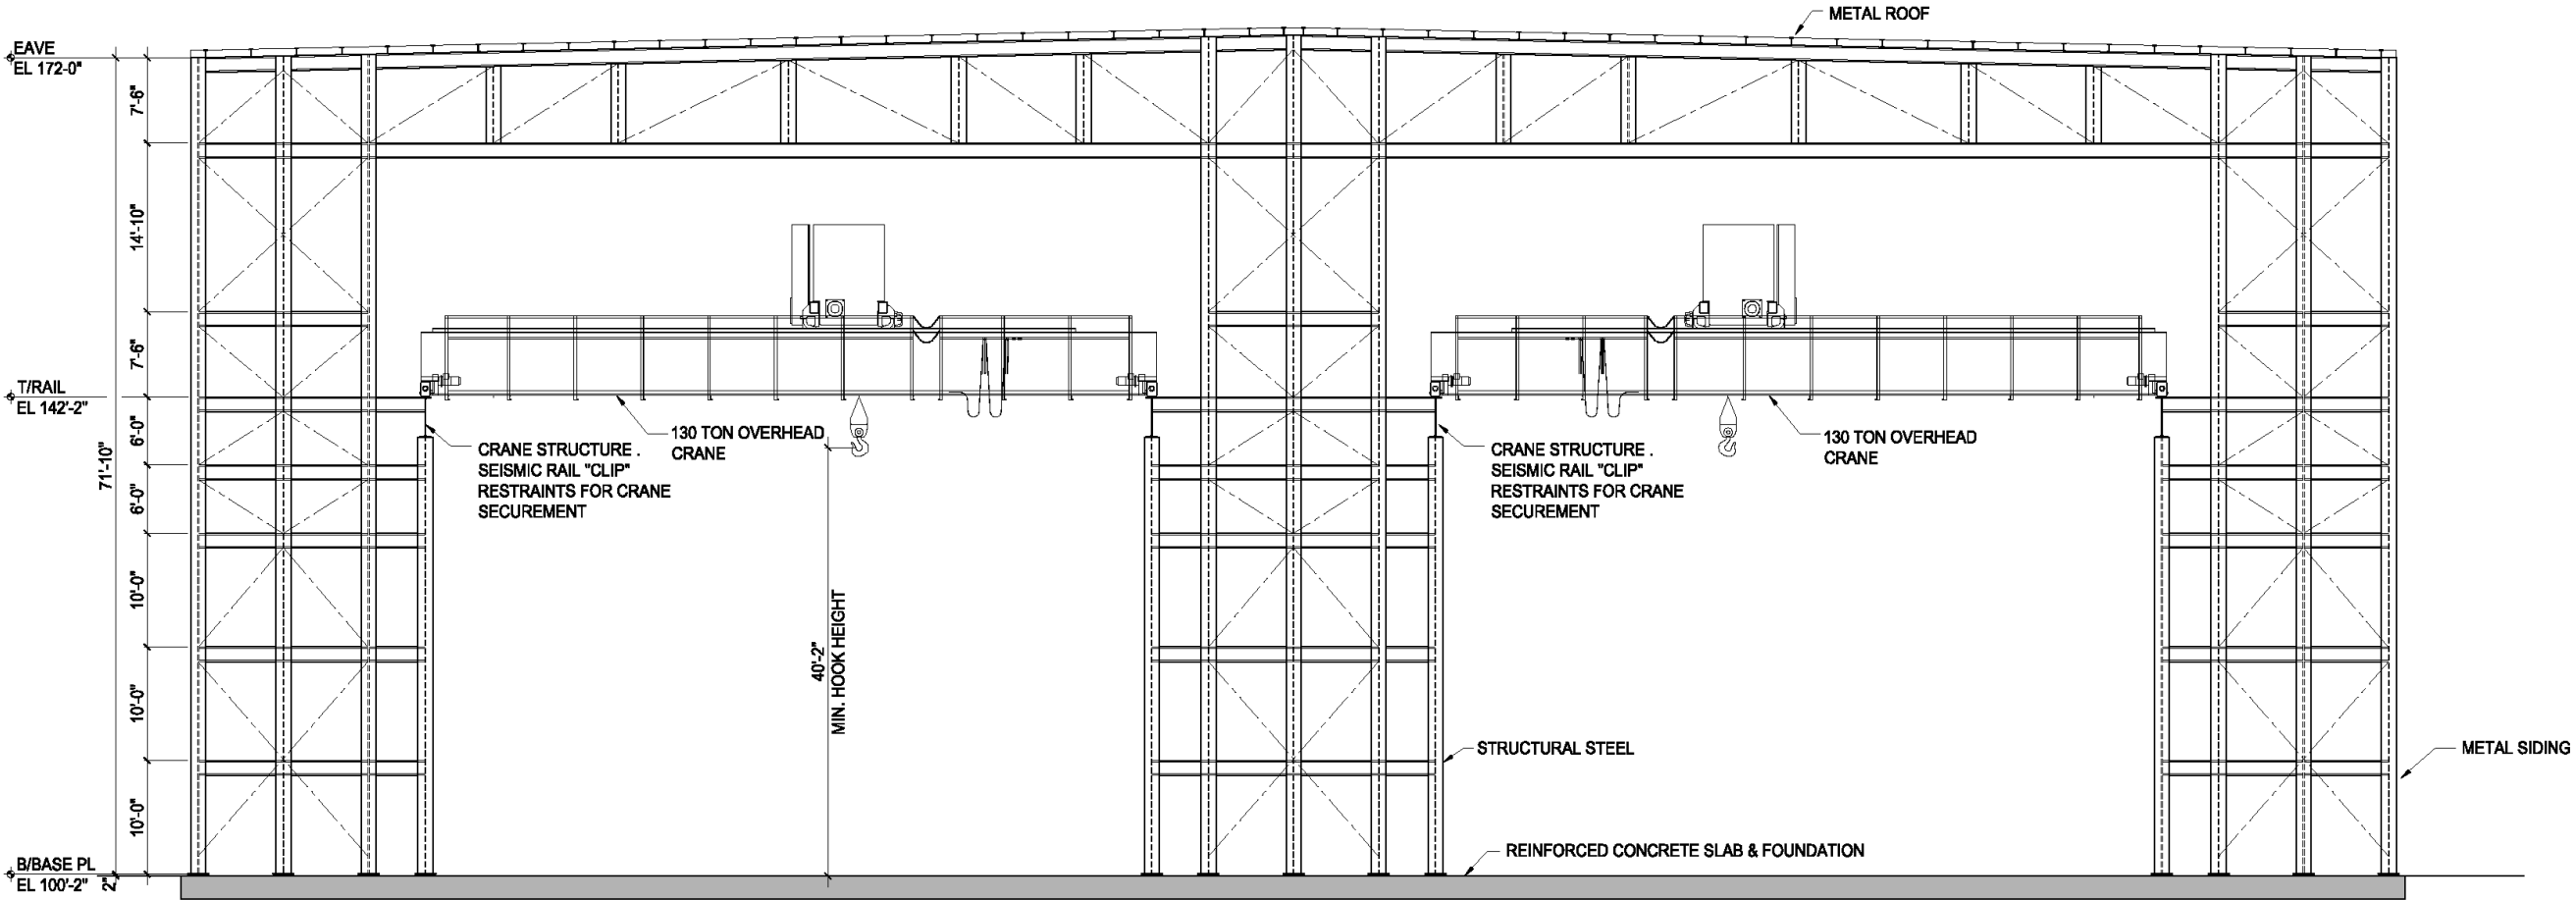 METAL ROOF
EAVE
EL 172-0"
7'-6"
14'-10"
7'-6"
T/RAIL
EL 142'-2"
6'-0"
6'-0"
71'-10"
10'-0"
10'-0"
10'-0"
B/BASE PL
EL 100'-2"
2"
CRANE STRUCTURE .
SEISMIC RAIL "CLIP"
RESTRAINTS FOR CRANE
SECUREMENT
130 TON OVERHEAD
CRANE
40'-2"
MIN. HOOK HEIGHT
CRANE STRUCTURE .
SEISMIC RAIL "CLIP"
RESTRAINTS FOR CRANE
SECUREMENT
130 TON OVERHEAD
CRANE
STRUCTURAL STEEL
METAL SIDING
REINFORCED CONCRETE SLAB & FOUNDATION